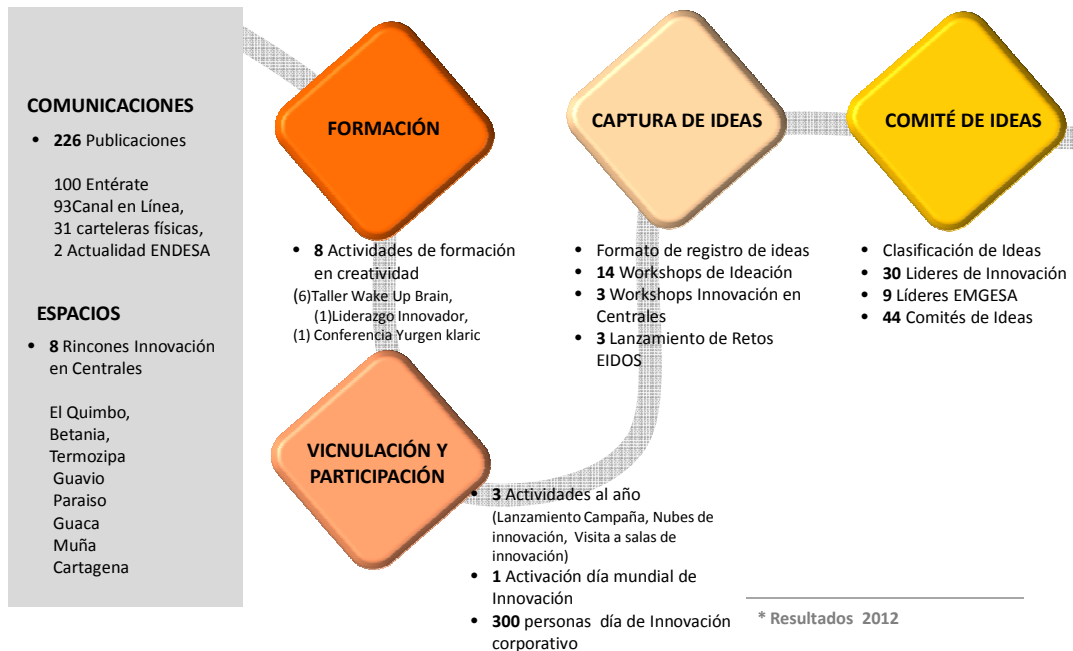 COMUNICACIONES
• 226 Publicaciones
100 Entérate
93Canal en Línea,
31 carteleras físicas,
2 Actualidad ENDESA
ESPACIOS
• 8 Rincones Innovación
en Centrales
El Quimbo,
Betania,
Termozipa
Guavio
Paraiso
Guaca
Muña
Cartagena
FORMACIÓN
• 8 Actividades de formación
en creatividad
(6)Taller Wake Up Brain,
(1)Liderazgo Innovador,
(1) Conferencia Yurgen klaric
VICNULACIÓN Y
PARTICIPACIÓN
• 3 Actividades al año
(Lanzamiento Campaña, Nubes de
innovación, Visita a salas de
innovación)
• 1 Activación día mundial de
Innovación
• 300 personas día de Innovación
corporativo
CAPTURA DE IDEAS
• Formato de registro de ideas
• 14 Workshops de Ideación
• 3 Workshops Innovación en
Centrales
• 3 Lanzamiento de Retos
EIDOS
COMITÉ DE IDEAS
• Clasificación de Ideas
• 30 Lideres de Innovación
• 9 Líderes EMGESA
• 44 Comités de Ideas
* Resultados 2012